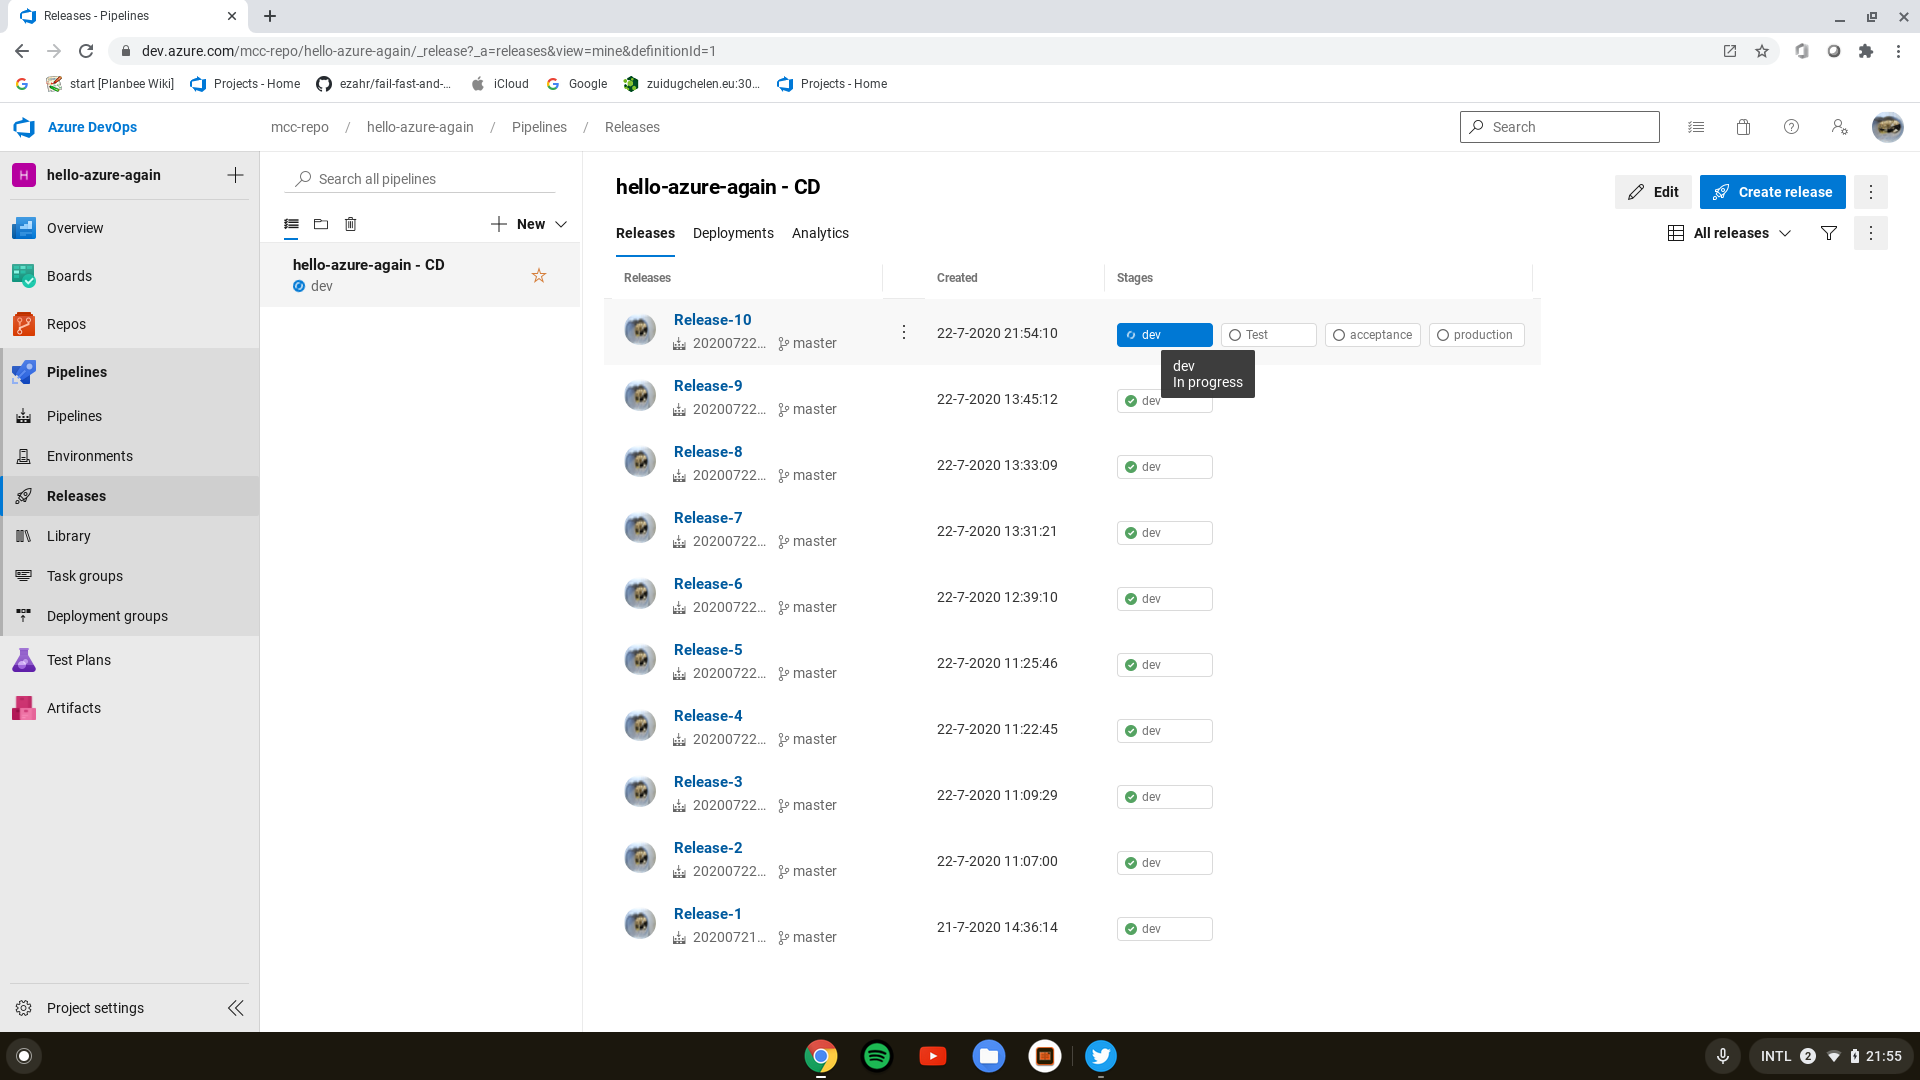 Releases - Pipelines
dev.azure.com/mcc-repo/hello-azure-again/_release?_a=releases&view=mine&definitionId=1
start [Planbee Wiki]
Projects - Home
ezahr/fail-fast-and-...
iCloud
Google
zuidugchelen.eu:30...
Projects - Home
Azure DevOps
mcc-repo / hello-azure-again / Pipelines / Releases
Search
H
hello-azure-again
Overview
Boards
Repos
Pipelines
Pipelines
Environments
Releases
Library
Task groups
Deployment groups
Test Plans
Artifacts
Project settings
Search all pipelines
New
hello-azure-again - CD
dev
hello-azure-again - CD
Edit
Create release
Releases Deployments Analytics
All releases
Releases Created Stages
Release-10
20200722... master
22-7-2020 21:54:10
dev Test acceptance production
dev
In progress
Release-9
20200722... master
22-7-2020 13:45:12
dev
Release-8
20200722... master
22-7-2020 13:33:09
dev
Release-7
20200722... master
22-7-2020 13:31:21
dev
Release-6
20200722... master
22-7-2020 12:39:10
dev
Release-5
20200722... master
22-7-2020 11:25:46
dev
Release-4
20200722... master
22-7-2020 11:22:45
dev
Release-3
20200722... master
22-7-2020 11:09:29
dev
Release-2
20200722... master
22-7-2020 11:07:00
dev
Release-1
20200721... master
21-7-2020 14:36:14
dev
INTL 2 21:55